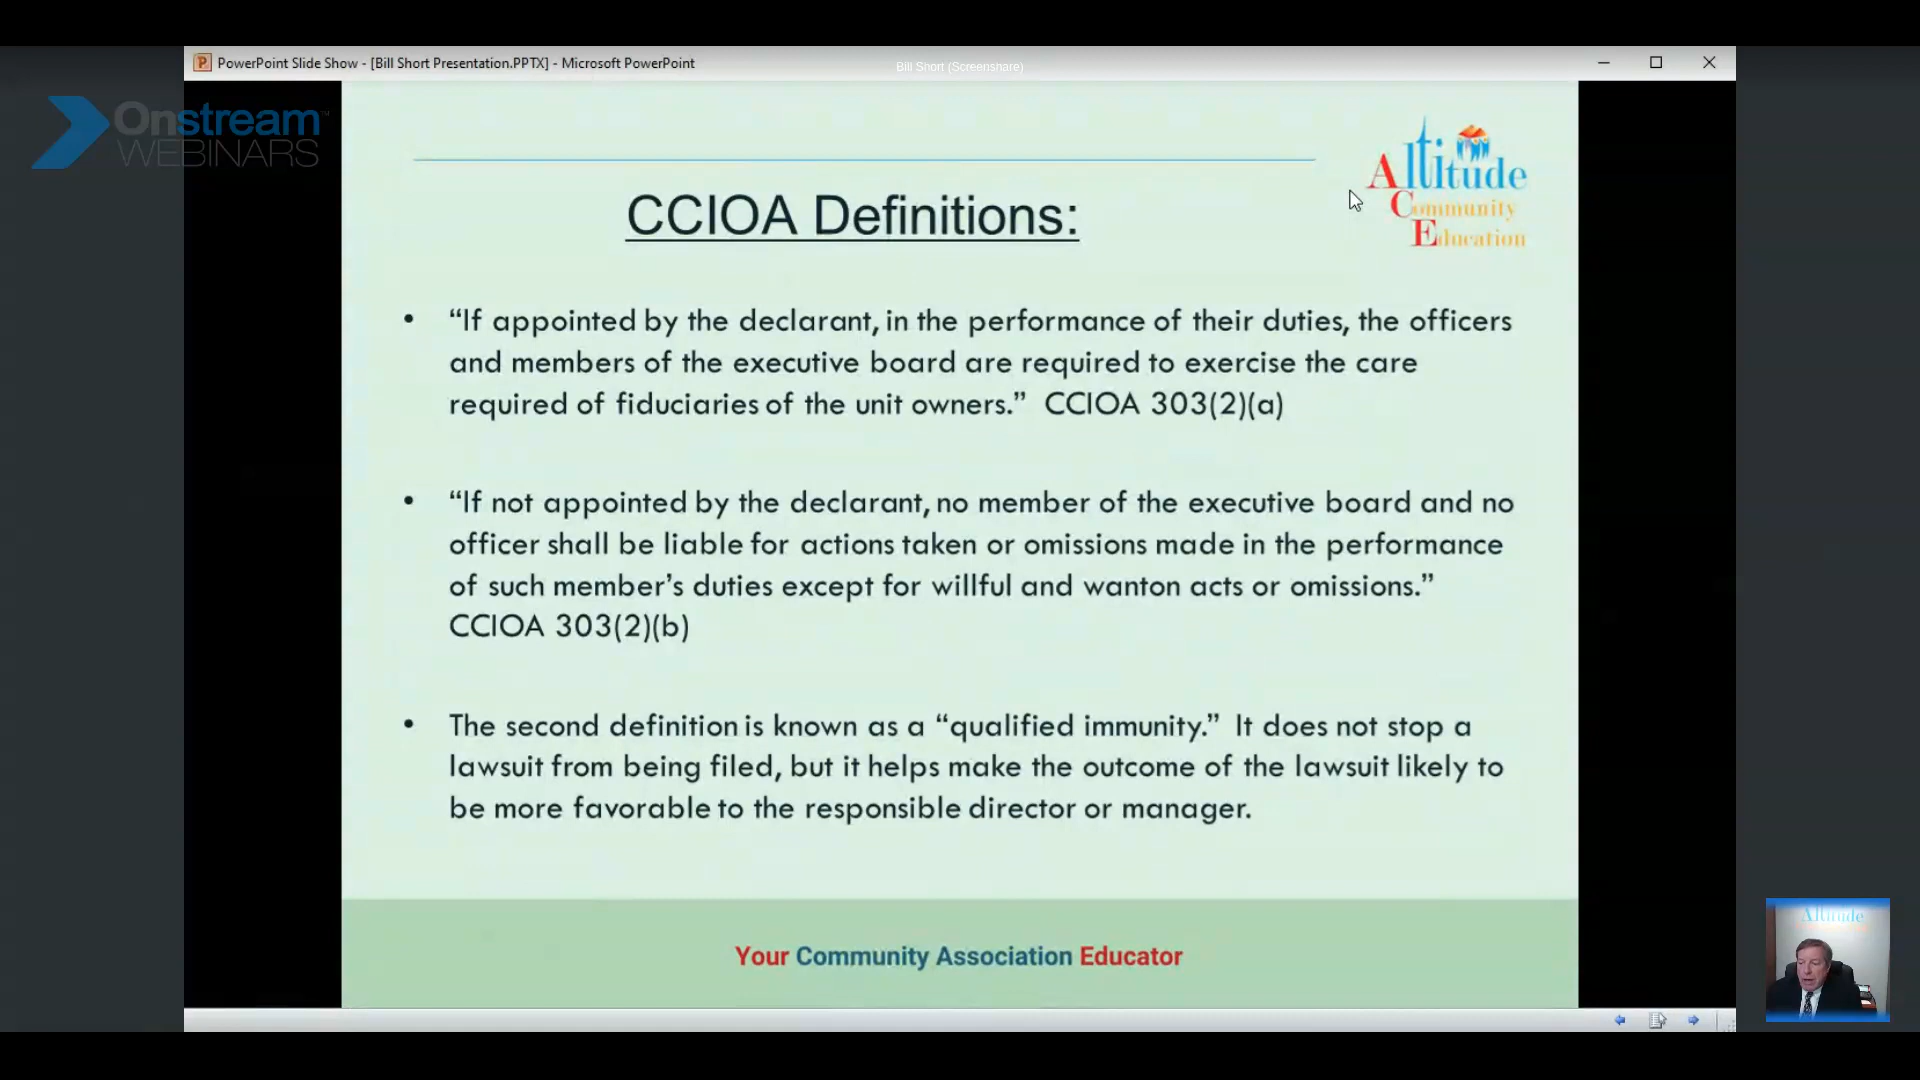 PowerPoint Slide Show - [Bill Short Presentation.PPTX] - Microsoft PowerPoint
Bill Short (Screenshare)
Onstream™
WEBINARS
Altitude
Community
Education
CCIOA Definitions:
• “If appointed by the declarant, in the performance of their duties, the officers
and members of the executive board are required to exercise the care
required of fiduciaries of the unit owners.” CCIOA 303(2)(a)
• “If not appointed by the declarant, no member of the executive board and no
officer shall be liable for actions taken or omissions made in the performance
of such member’s duties except for willful and wanton acts or omissions.”
CCIOA 303(2)(b)
• The second definition is known as a “qualified immunity.” It does not stop a
lawsuit from being filed, but it helps make the outcome of the lawsuit likely to
be more favorable to the responsible director or manager.
Your Community Association Educator
Altitude